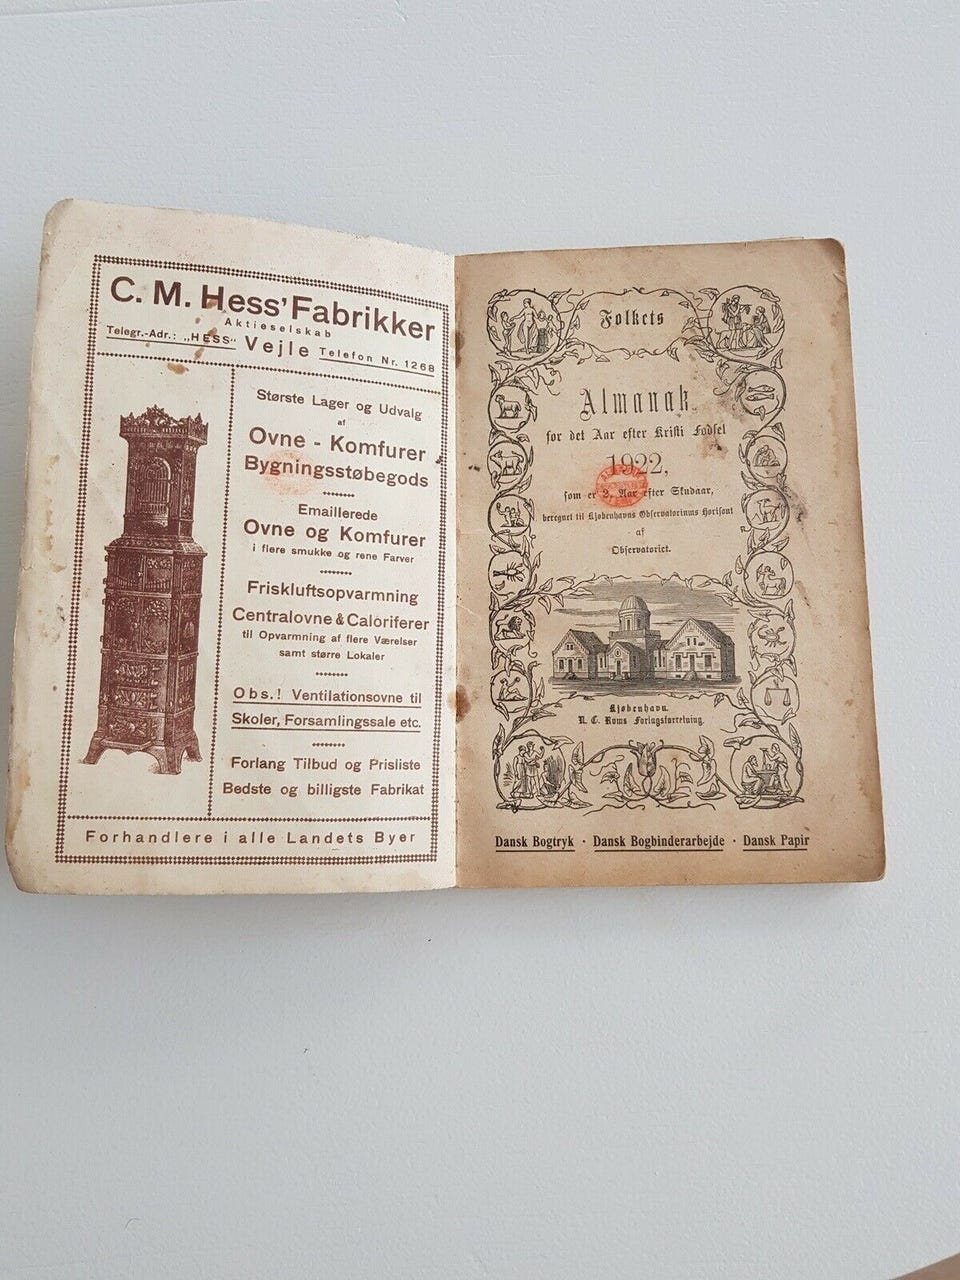 C. M. Hess' Fabrikker
Aktieselskab
Telegr.-Adr.: „HESS“ Vejle Telefon Nr. 1268
Største Lager og Udvalg
af
Ovne - Komfurer
Bygningsstøbegods
Emaillerede
Ovne og Komfurer
i flere smukke og rene Farver
Friskluftsopvarmning
Centralovne & Caloriferer
til Opvarmning af flere Værelser
samt større Lokaler
Obs.! Ventilationsovne til
Skoler, Forsamlingssale etc.
Forlang Tilbud og Prisliste
Bedste og billigste Fabrikat
Forhandlere i alle Landets Byer
Folkets
Almanak
for det Aar efter Kristi Fødsel
1922,
som er 2. Aar efter Skudaar,
beregnet til Kjøbenhavns Observatoriums Horisont
af
Observatoriet.
Kjøbenhavn.
N. C. Roms Forlagsforretning.
Dansk Bogtryk · Dansk Bogbinderarbejde · Dansk Papir